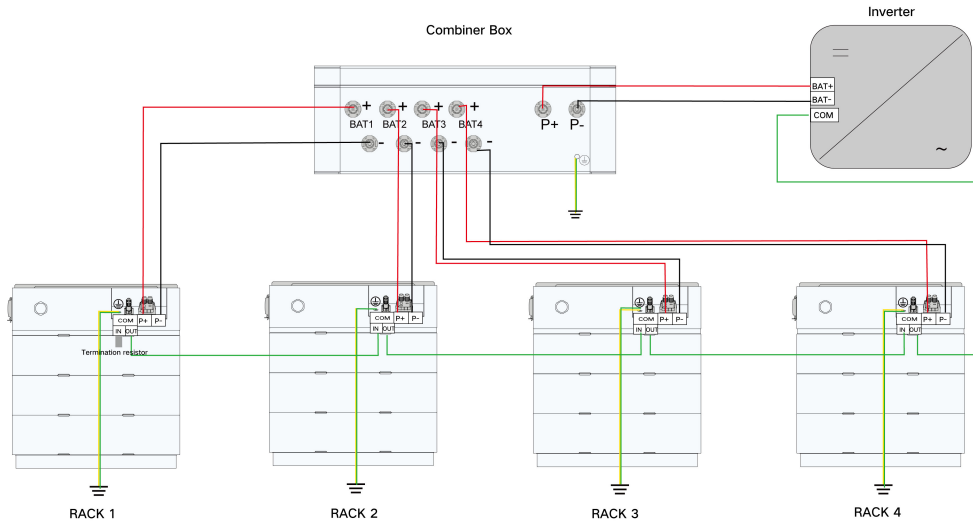 Inverter
Combiner Box
BAT+
BAT-
COM
+ + + +
BAT1 BAT2 BAT3 BAT4 P+ P-
- - - -
~
COM P+ P-
IN OUT
Termination resistor
COM P+ P-
IN OUT
COM P+ P-
IN OUT
COM P+ P-
IN OUT
RACK 1 RACK 2 RACK 3 RACK 4